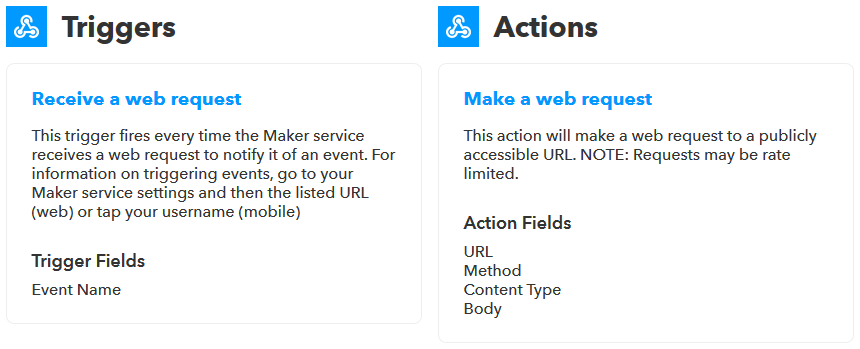 Triggers
Receive a web request
This trigger fires every time the Maker service
receives a web request to notify it of an event. For
information on triggering events, go to your
Maker service settings and then the listed URL
(web) or tap your username (mobile)
Trigger Fields
Event Name
Actions
Make a web request
This action will make a web request to a publicly
accessible URL. NOTE: Requests may be rate
limited.
Action Fields
URL
Method
Content Type
Body